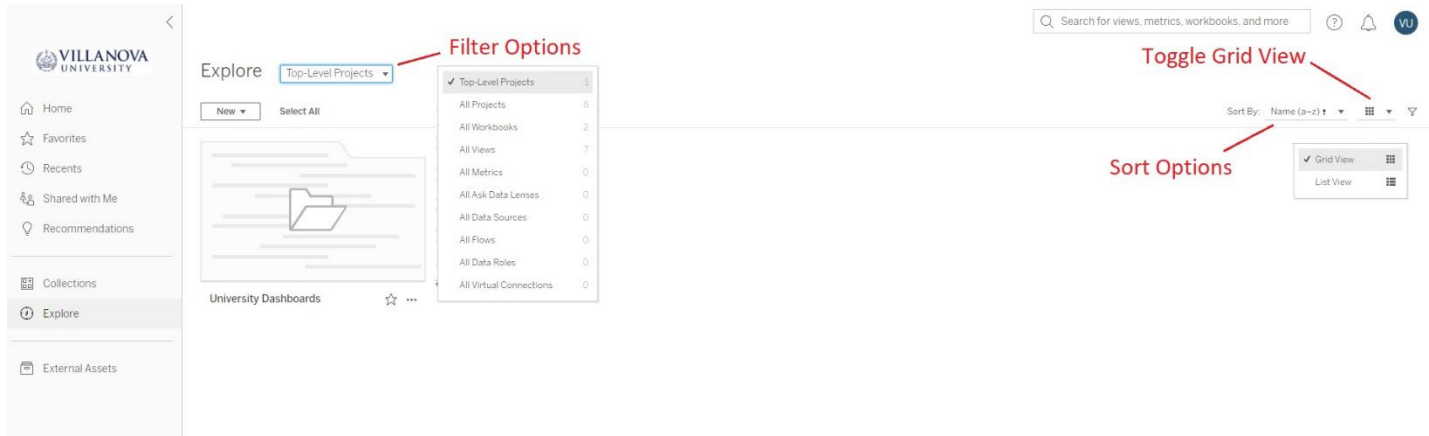 Search for views, metrics, workbooks, and more
VU
VILLANOVA
UNIVERSITY
Home
Favorites
Recents
Shared with Me
Recommendations
Collections
Explore
External Assets
Filter Options
Toggle Grid View
Explore
Top-Level Projects
New
Select All
Sort By: Name (a–z)
Sort Options
Top-Level Projects 1
All Projects 6
All Workbooks 2
All Views 7
All Metrics 0
All Ask Data Lenses 0
All Data Sources 0
All Flows 0
All Data Roles 0
All Virtual Connections 0
Grid View
List View
University Dashboards